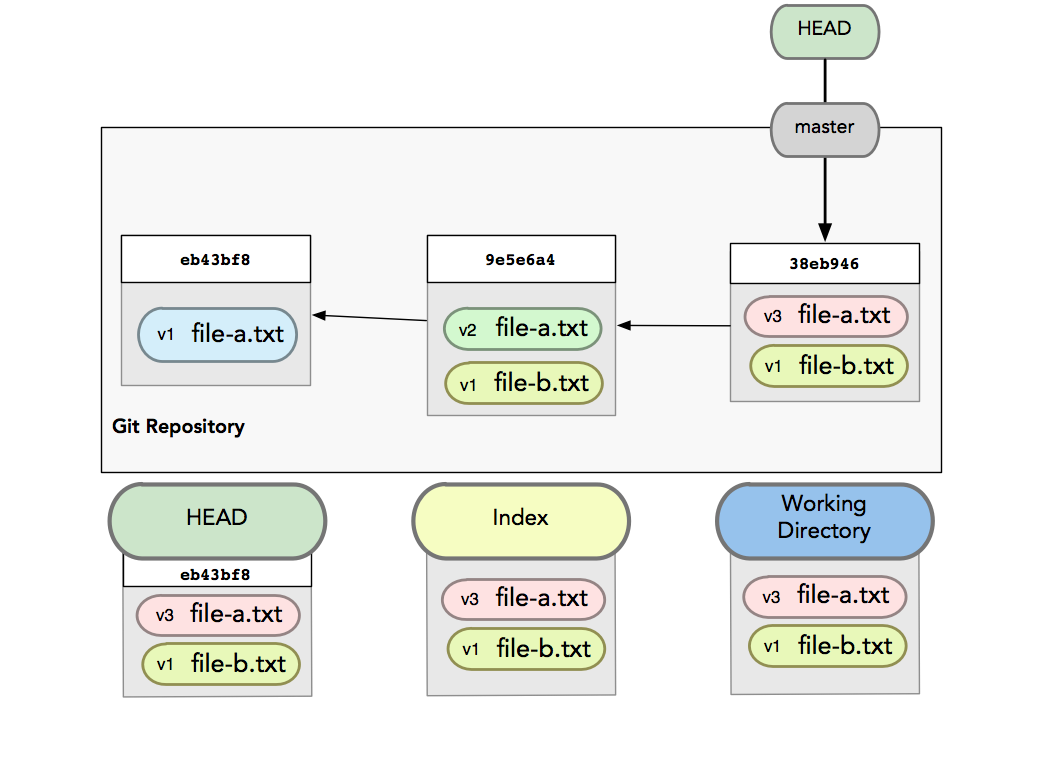 HEAD
master
eb43bf8
9e5e6a4
38eb946
v1 file-a.txt
v2 file-a.txt
v1 file-b.txt
v3 file-a.txt
v1 file-b.txt
Git Repository
HEAD
eb43bf8
v3 file-a.txt
v1 file-b.txt
Index
v3 file-a.txt
v1 file-b.txt
Working
Directory
v3 file-a.txt
v1 file-b.txt